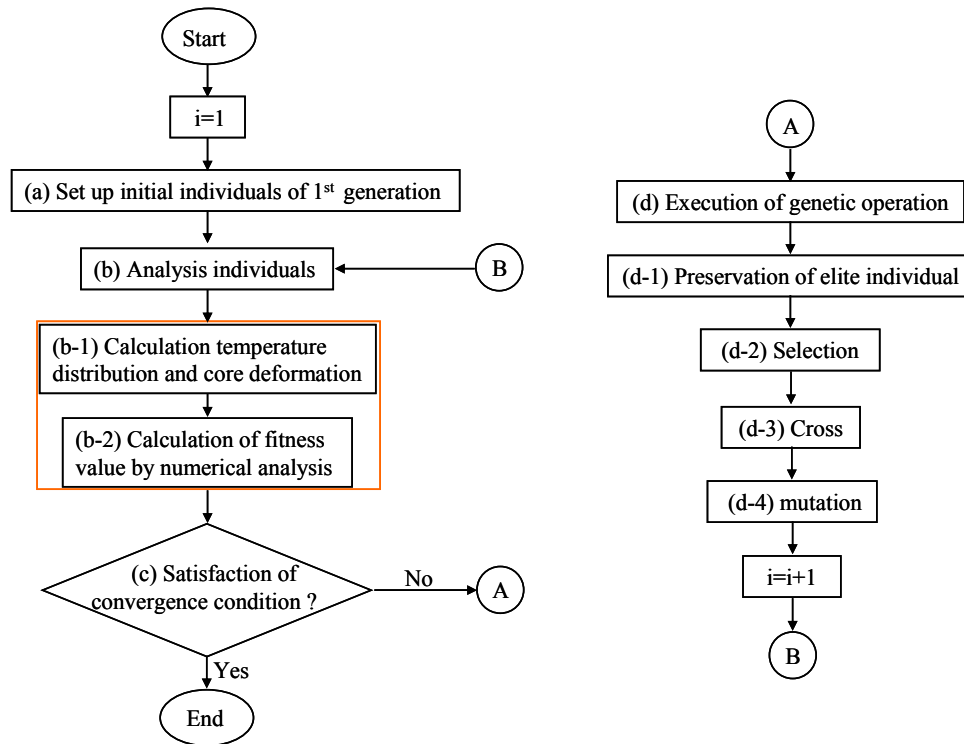 Start
i=1
(a) Set up initial individuals of 1st generation
(b) Analysis individuals
B
(b-1) Calculation temperature
distribution and core deformation
(b-2) Calculation of fitness
value by numerical analysis
(c) Satisfaction of
convergence condition ?
No
A
Yes
End
A
(d) Execution of genetic operation
(d-1) Preservation of elite individual
(d-2) Selection
(d-3) Cross
(d-4) mutation
i=i+1
B